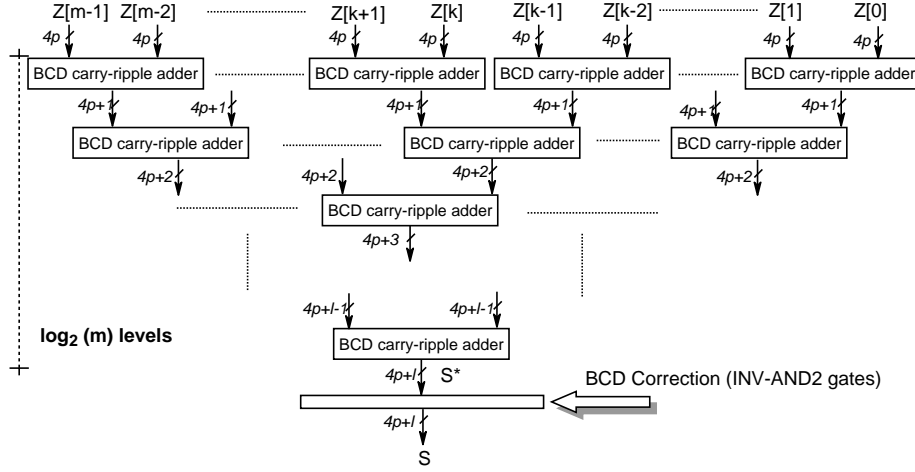 Z[m-1] Z[m-2] Z[k+1] Z[k] Z[k-1] Z[k-2] Z[1] Z[0]
4p 4p 4p 4p 4p 4p 4p 4p
BCD carry-ripple adder BCD carry-ripple adder BCD carry-ripple adder BCD carry-ripple adder
4p+1 4p+1 4p+1 4p+1 4p+1 4p+1
BCD carry-ripple adder BCD carry-ripple adder BCD carry-ripple adder
4p+2 4p+2 4p+2 4p+2
BCD carry-ripple adder
4p+3
4p+l-1 4p+l-1
log2 (m) levels
BCD carry-ripple adder
4p+l S*
BCD Correction (INV-AND2 gates)
4p+l
S